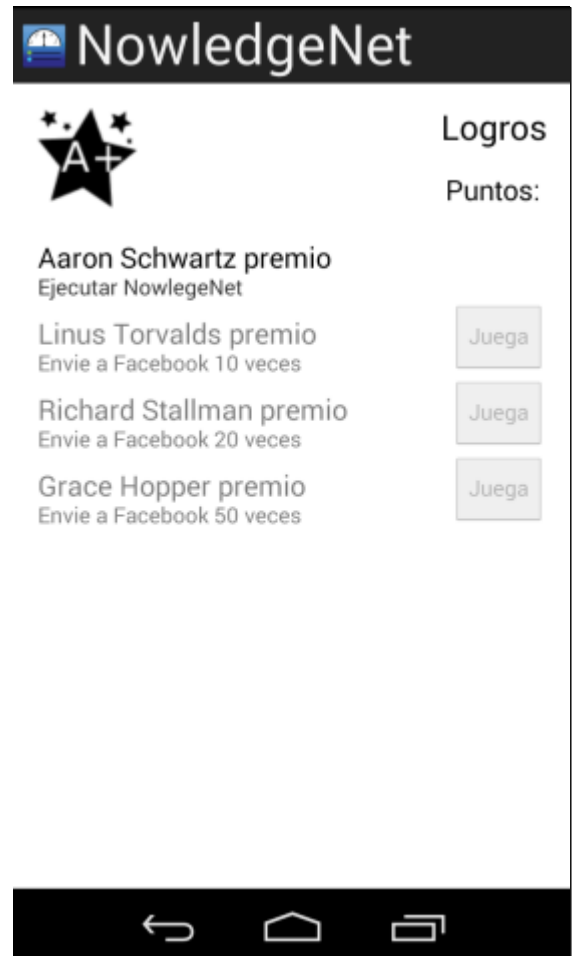 NowledgeNet
A+
Logros
Puntos:
Aaron Schwartz premio
Ejecutar NowlegeNet
Linus Torvalds premio
Envie a Facebook 10 veces
Juega
Richard Stallman premio
Envie a Facebook 20 veces
Juega
Grace Hopper premio
Envie a Facebook 50 veces
Juega